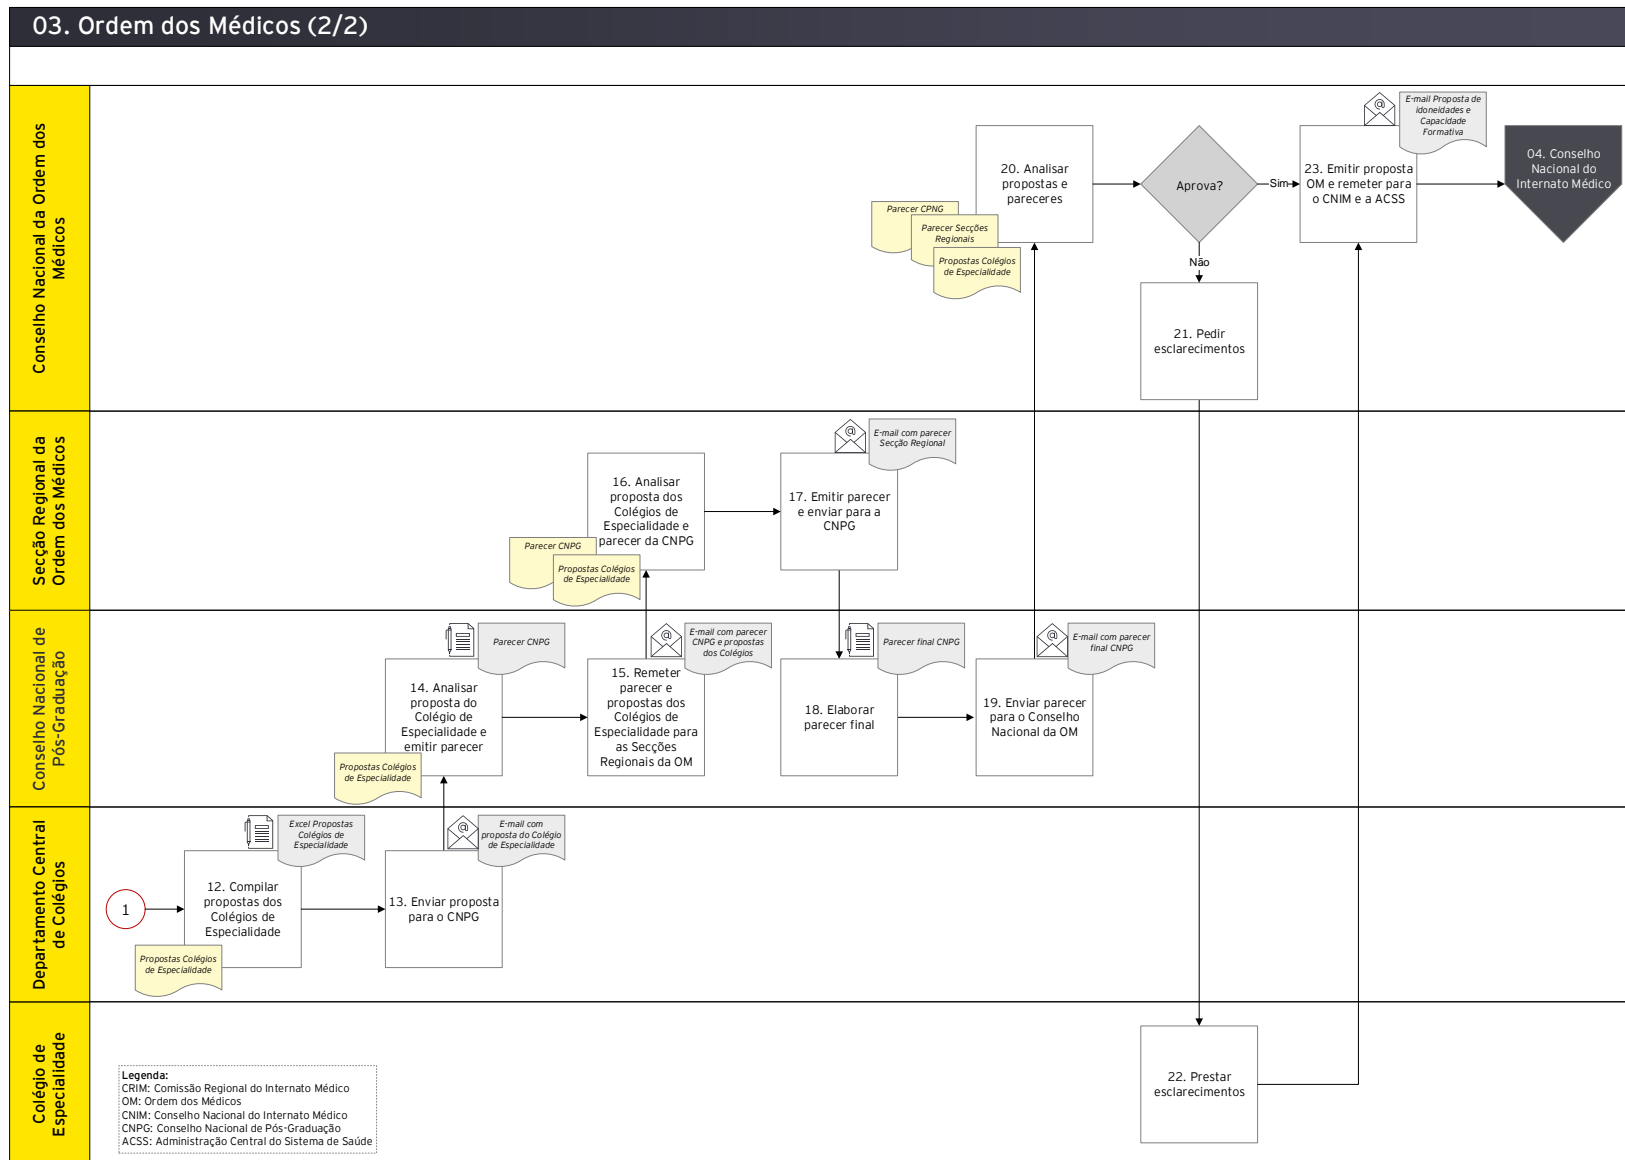 03. Ordem dos Médicos (2/2)
Conselho Nacional da Ordem dos
Médicos
E-mail Proposta de
idoneidades e
Capacidade
Formativa
20. Analisar
propostas e
pareceres
Aprova?
Sim
23. Emitir proposta
OM e remeter para
o CNIM e a ACSS
04. Conselho
Nacional do
Internato Médico
Parecer CPNG
Parecer Secções
Regionais
Propostas Colégios
de Especialidade
Não
21. Pedir
esclarecimentos
Secção Regional da
Ordem dos Médicos
E-mail com parecer
Secção Regional
16. Analisar
proposta dos
Colégios de
Especialidade e
parecer da CNPG
17. Emitir parecer
e enviar para a
CNPG
Parecer CNPG
Propostas Colégios
de Especialidade
Conselho Nacional de
Pós-Graduação
Parecer CNPG
E-mail com parecer
CNPG e propostas
dos Colégios
Parecer final CNPG
E-mail com parecer
final CNPG
14. Analisar
proposta do
Colégio de
Especialidade e
emitir parecer
15. Remeter
parecer e
propostas dos
Colégios de
Especialidade para
as Secções
Regionais da OM
18. Elaborar
parecer final
19. Enviar parecer
para o Conselho
Nacional da OM
Propostas Colégios
de Especialidade
Departamento Central
de Colégios
Excel Propostas
Colégios de
Especialidade
E-mail com
proposta do Colégio
de Especialidade
1
12. Compilar
propostas dos
Colégios de
Especialidade
13. Enviar proposta
para o CNPG
Propostas Colégios
de Especialidade
Colégio de
Especialidade
22. Prestar
esclarecimentos
Legenda:
CRIM: Comissão Regional do Internato Médico
OM: Ordem dos Médicos
CNIM: Conselho Nacional do Internato Médico
CNPG: Conselho Nacional de Pós-Graduação
ACSS: Administração Central do Sistema de Saúde